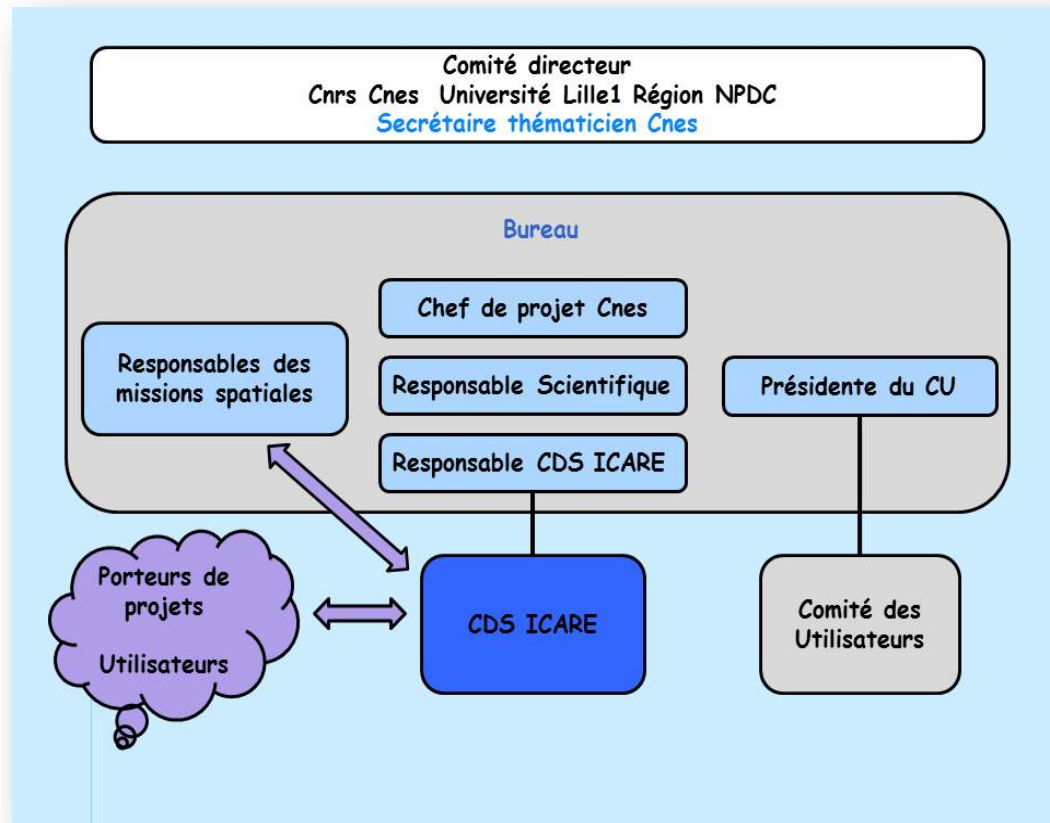 Comité directeur
Cnrs Cnes Université Lille1 Région NPDC
Secrétaire thématicien Cnes
Bureau
Chef de projet Cnes
Responsables des
missions spatiales
Responsable Scientifique
Présidente du CU
Responsable CDS ICARE
Porteurs de
projets
Utilisateurs
CDS ICARE
Comité des
Utilisateurs